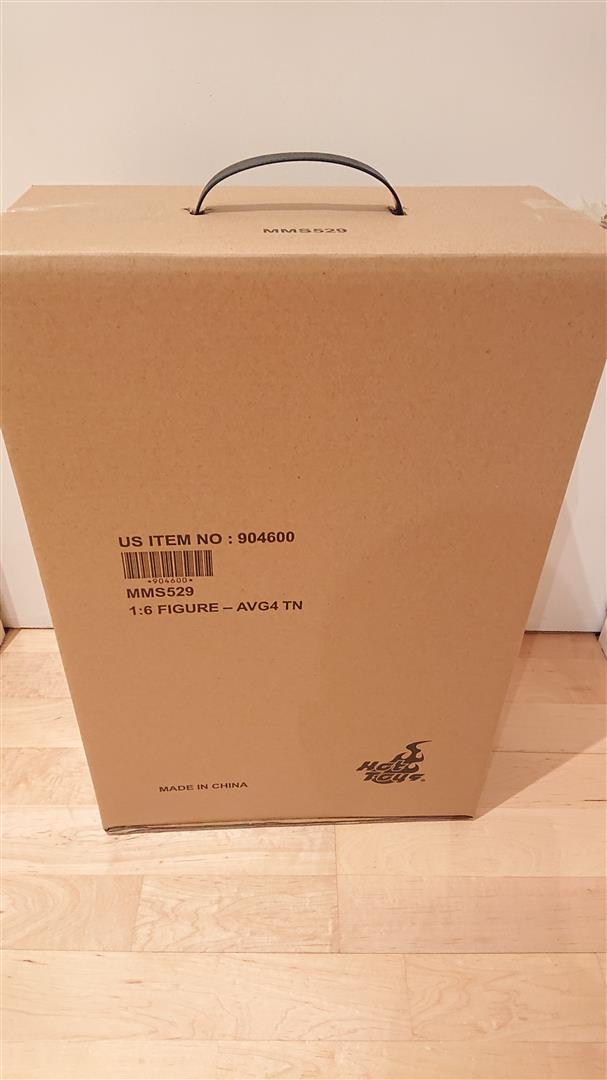 MMS529
US ITEM NO : 904600
*904600*
MMS529
1:6 FIGURE – AVG4 TN
Hot
Toys®
MADE IN CHINA